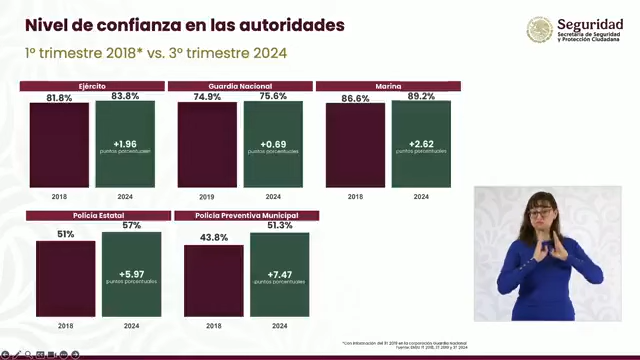 Nivel de confianza en las autoridades
1° trimestre 2018* vs. 3° trimestre 2024
Seguridad
Secretaría de Seguridad
y Protección Ciudadana
Ejército
81.8%
83.8%
+1.96
puntos porcentuales
2018
2024
Guardia Nacional
74.9%
75.6%
+0.69
puntos porcentuales
2019
2024
Marina
86.6%
89.2%
+2.62
puntos porcentuales
2018
2024
Policía Estatal
51%
57%
+5.97
puntos porcentuales
2018
2024
Policía Preventiva Municipal
43.8%
51.3%
+7.47
puntos porcentuales
2018
2024